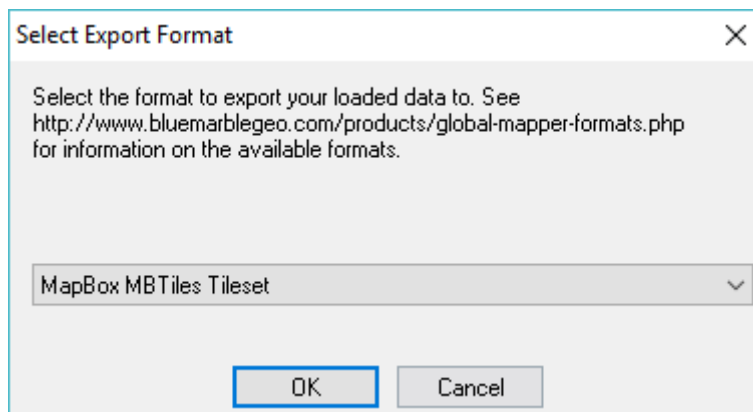 Select Export Format
Select the format to export your loaded data to. See
http://www.bluemarblegeo.com/products/global-mapper-formats.php
for information on the available formats.
MapBox MBTiles Tileset
OK Cancel